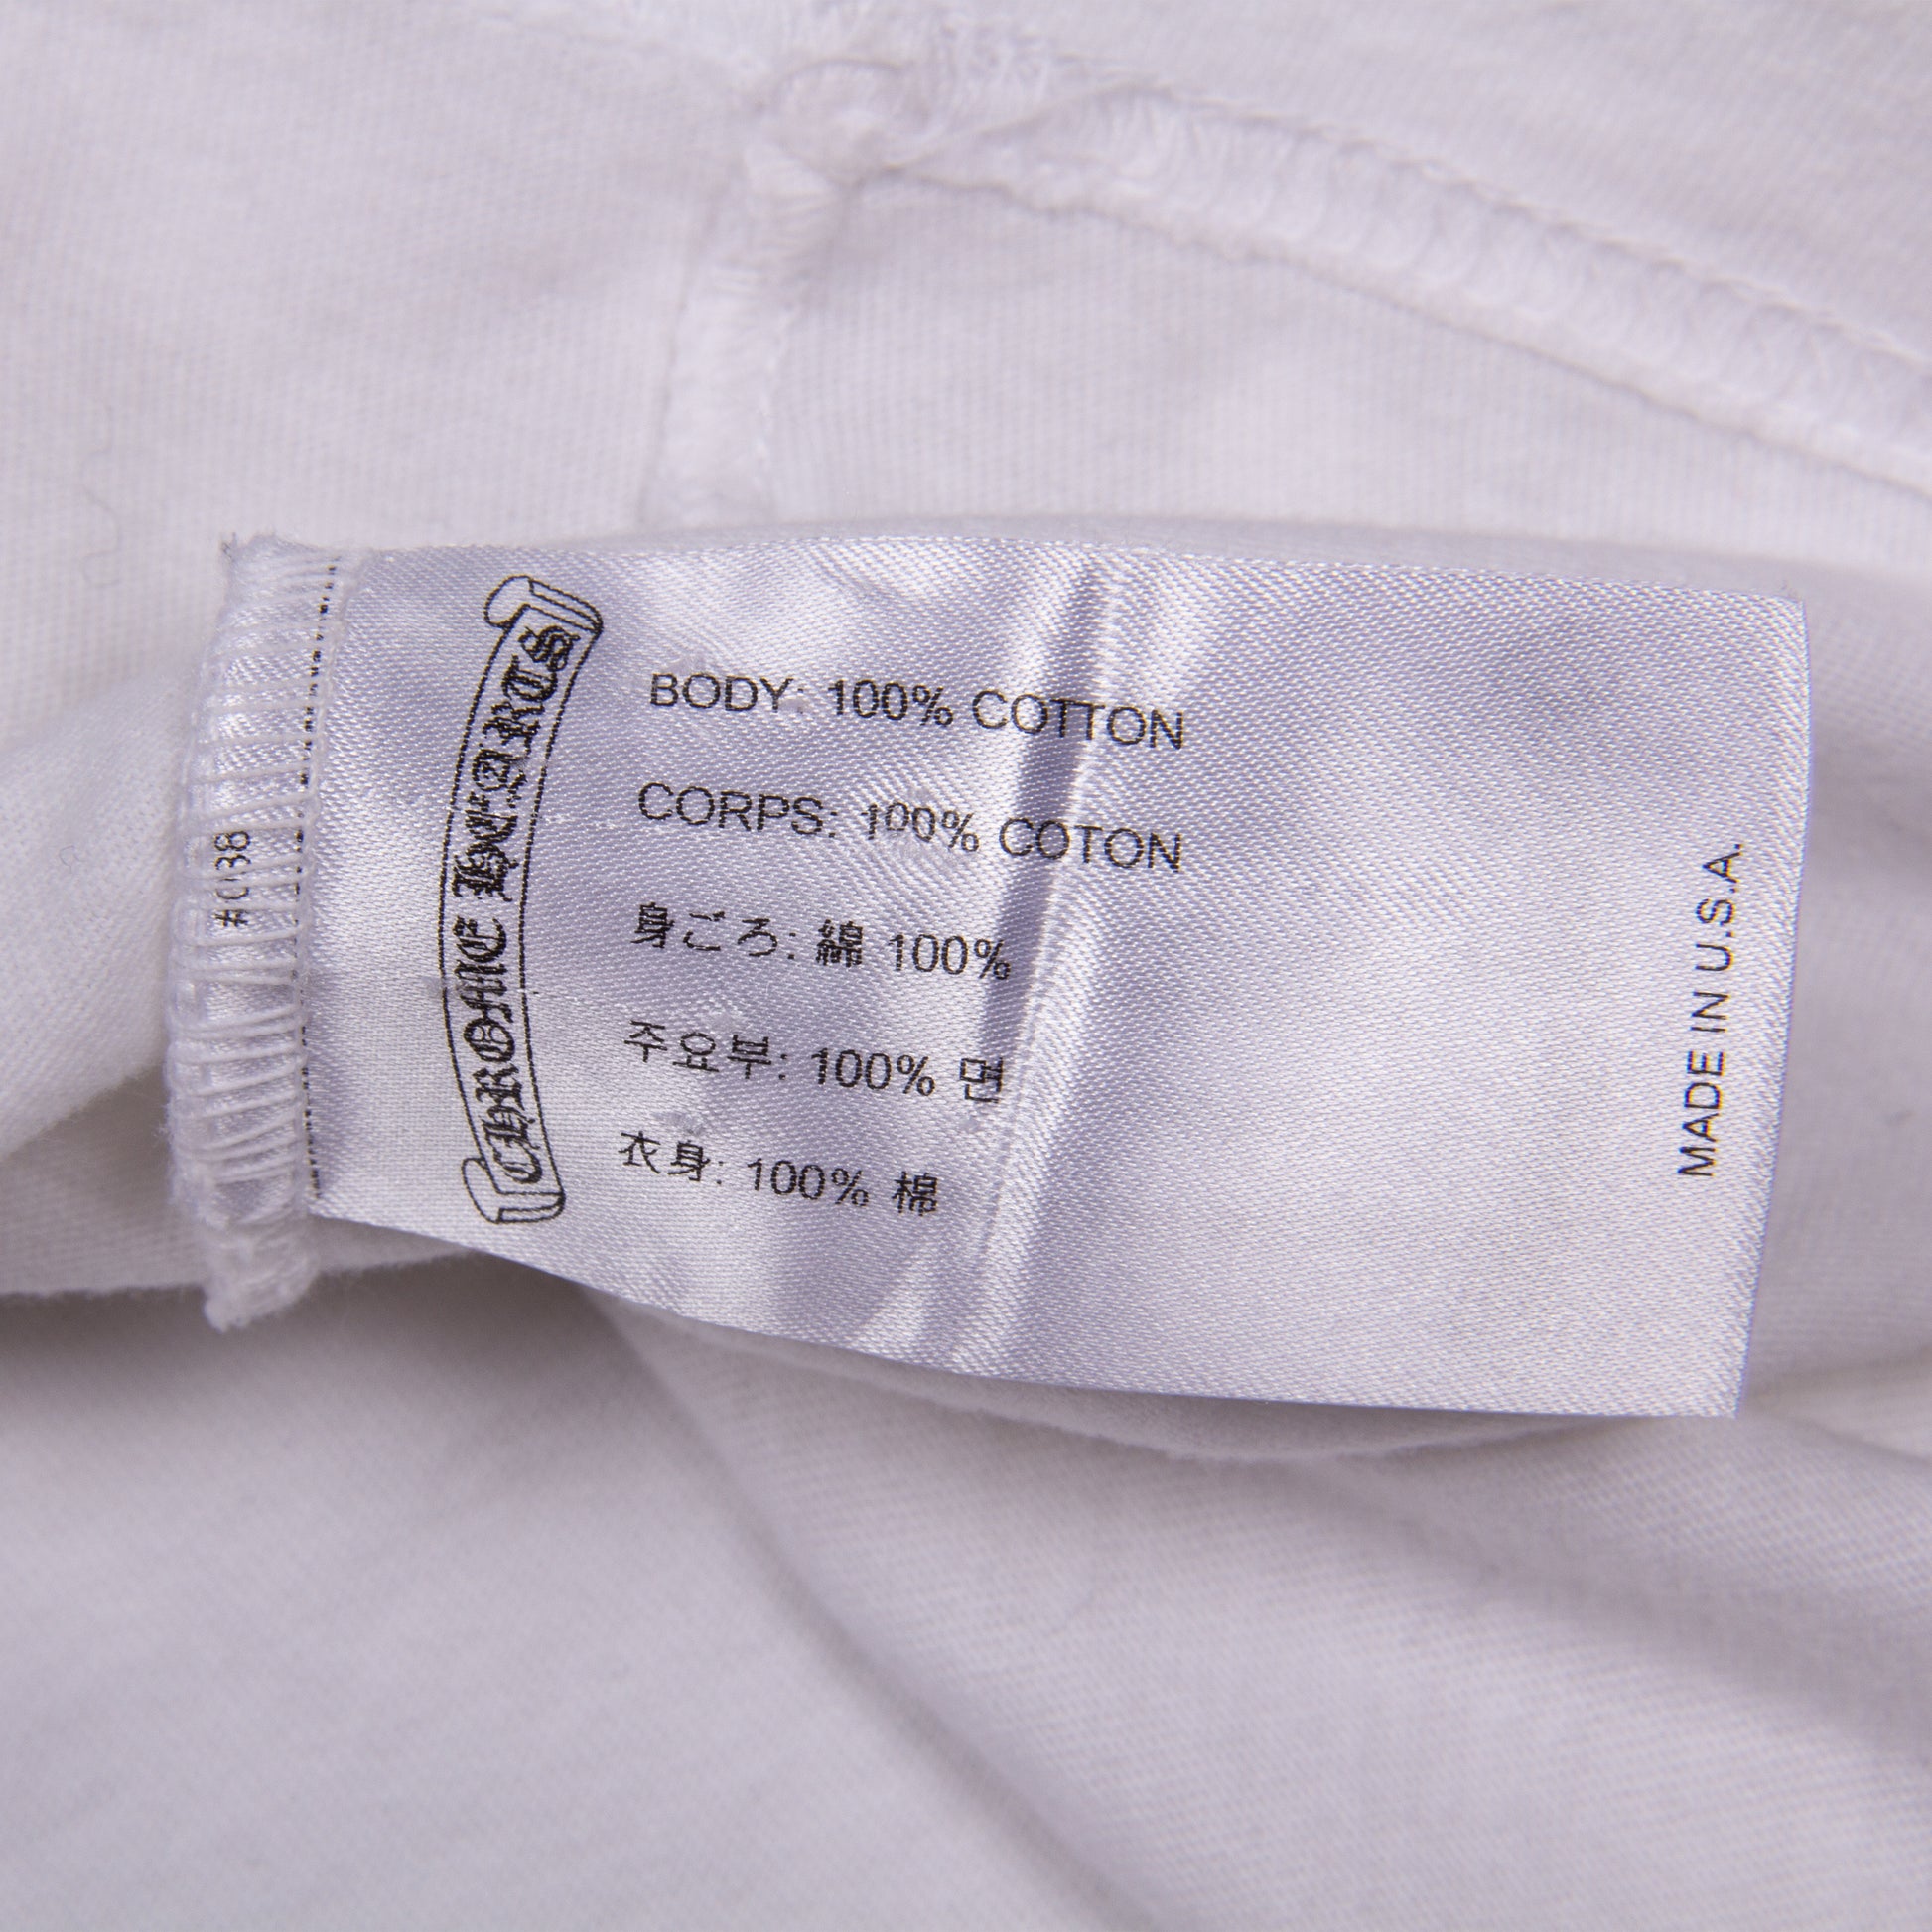 #038
CHROME HEARTS
BODY: 100% COTTON
CORPS: 100% COTON
身ごろ: 綿 100%
주요부: 100% 면
衣身: 100% 棉
MADE IN U.S.A.